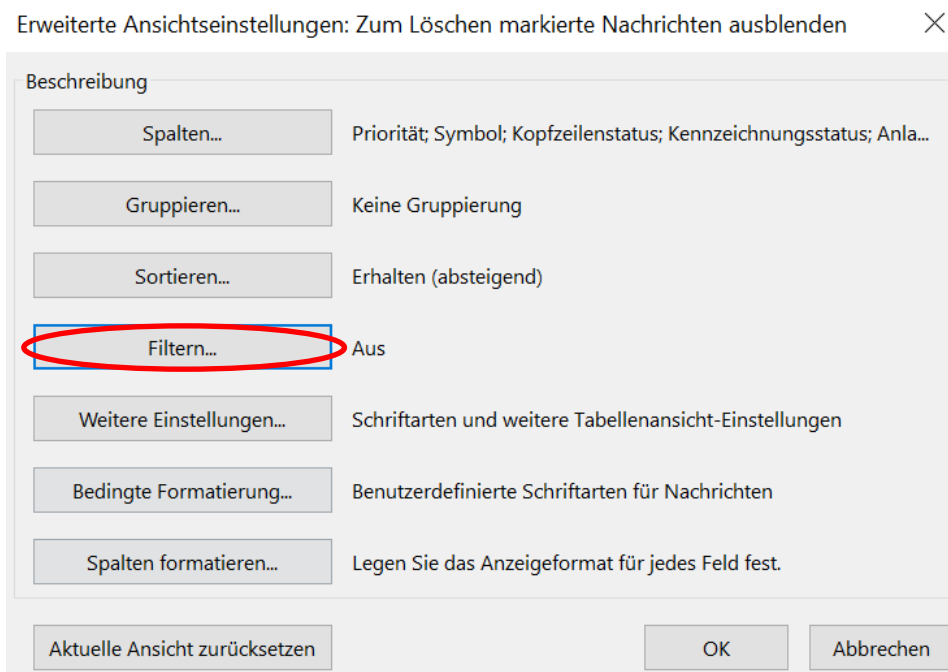 Erweiterte Ansichtseinstellungen: Zum Löschen markierte Nachrichten ausblenden
Beschreibung
Spalten... Priorität; Symbol; Kopfzeilenstatus; Kennzeichnungsstatus; Anla...
Gruppieren... Keine Gruppierung
Sortieren... Erhalten (absteigend)
Filtern... Aus
Weitere Einstellungen... Schriftarten und weitere Tabellenansicht-Einstellungen
Bedingte Formatierung... Benutzerdefinierte Schriftarten für Nachrichten
Spalten formatieren... Legen Sie das Anzeigeformat für jedes Feld fest.
Aktuelle Ansicht zurücksetzen OK Abbrechen